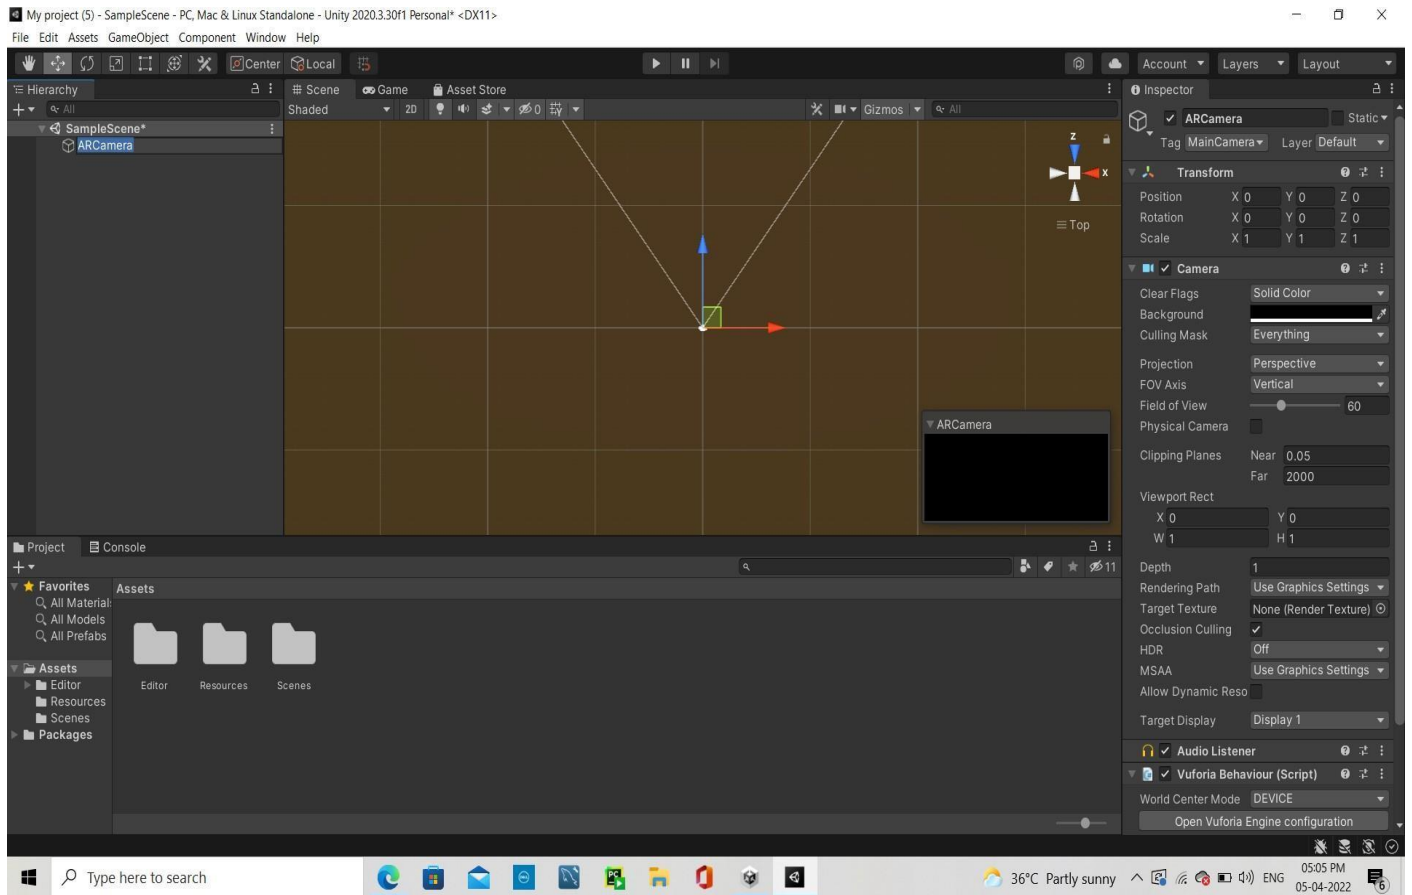 My project (5) - SampleScene - PC, Mac & Linux Standalone - Unity 2020.3.30f1 Personal* <DX11>
File Edit Assets GameObject Component Window Help
Center Local Account Layers Layout
Hierarchy Scene Game Asset Store Inspector
All Shaded 2D 0 Gizmos All
SampleScene*
ARCamera
z
x
Top
ARCamera
ARCamera Static
Tag MainCamera Layer Default
Transform
Position X 0 Y 0 Z 0
Rotation X 0 Y 0 Z 0
Scale X 1 Y 1 Z 1
Camera
Clear Flags Solid Color
Background
Culling Mask Everything
Projection Perspective
FOV Axis Vertical
Field of View 60
Physical Camera
Clipping Planes Near 0.05
Far 2000
Viewport Rect
X 0 Y 0
W 1 H 1
Depth 1
Rendering Path Use Graphics Settings
Target Texture None (Render Texture)
Occlusion Culling
HDR Off
MSAA Use Graphics Settings
Allow Dynamic Reso
Target Display Display 1
Audio Listener
Vuforia Behaviour (Script)
World Center Mode DEVICE
Open Vuforia Engine configuration
Project Console
11
Favorites
All Material
All Models
All Prefabs
Assets
Editor
Resources
Scenes
Packages
Assets
Editor Resources Scenes
Type here to search
36°C Partly sunny ENG 05:05 PM
05-04-2022